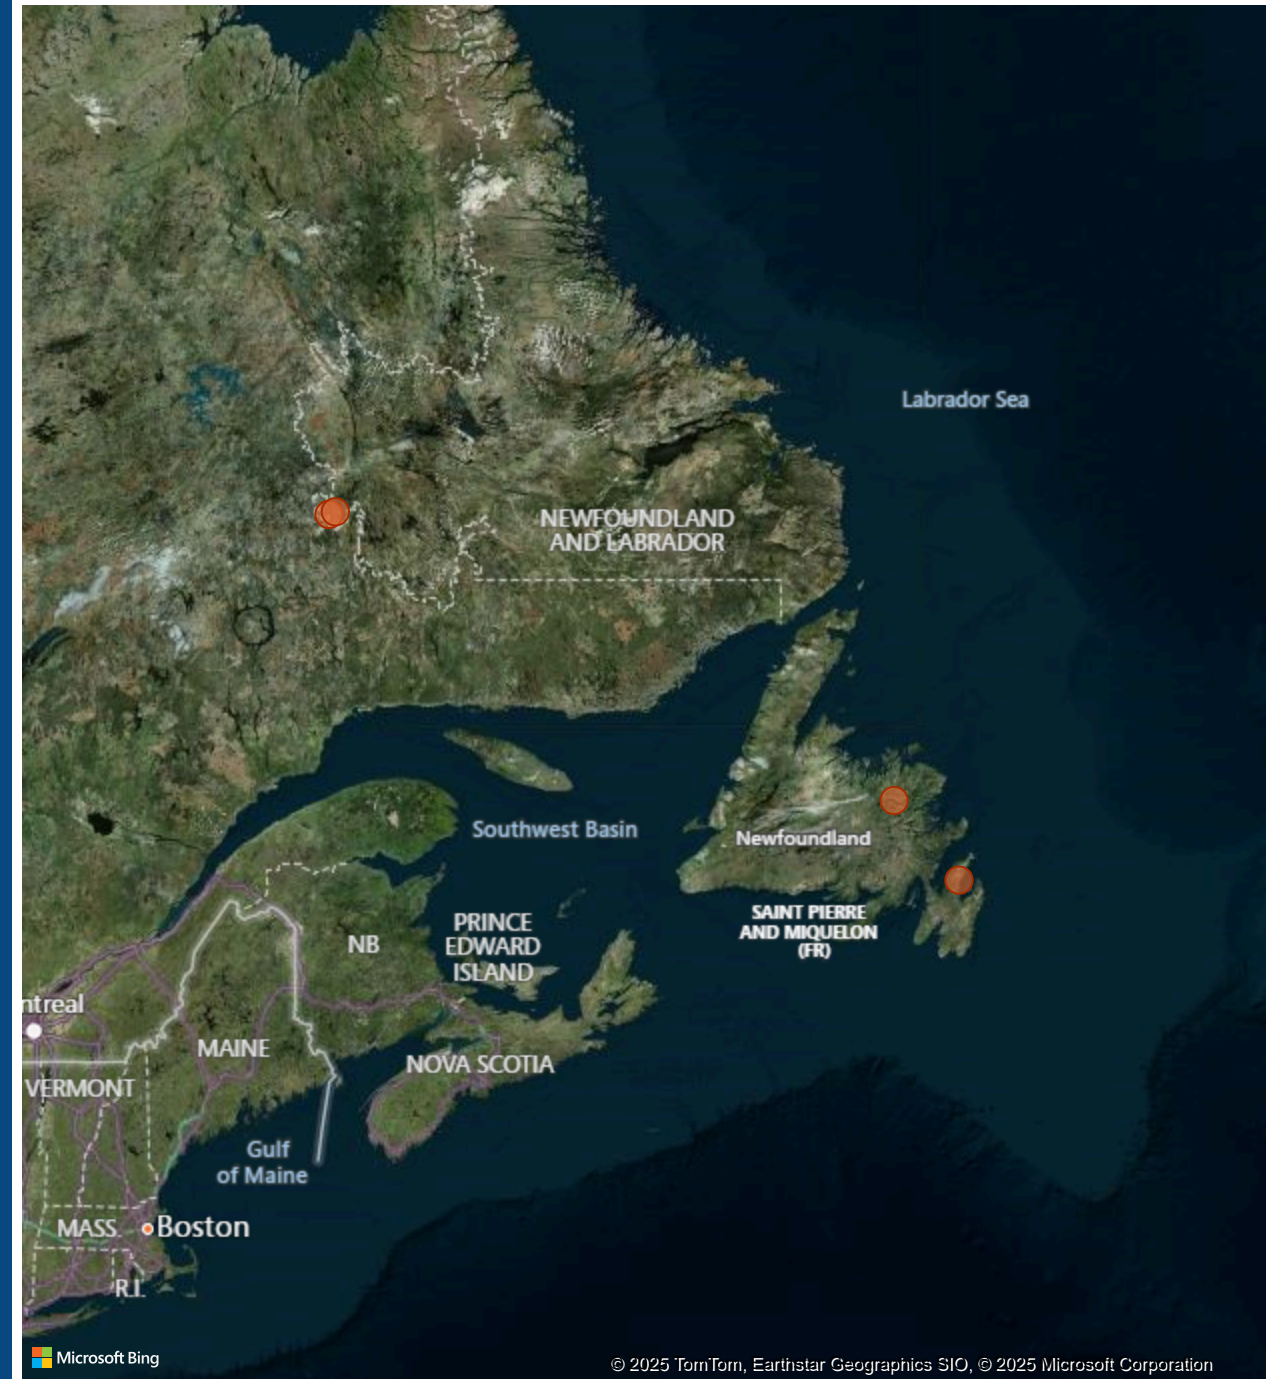 Labrador Sea
NEWFOUNDLAND
AND LABRADOR
Southwest Basin
Newfoundland
SAINT PIERRE
AND MIQUELON
(FR)
PRINCE
EDWARD
ISLAND
NB
ntreal
MAINE
NOVA SCOTIA
VERMONT
Gulf
of Maine
MASS.
Boston
R.I.
Microsoft Bing
© 2025 TomTom, Earthstar Geographics SIO, © 2025 Microsoft Corporation